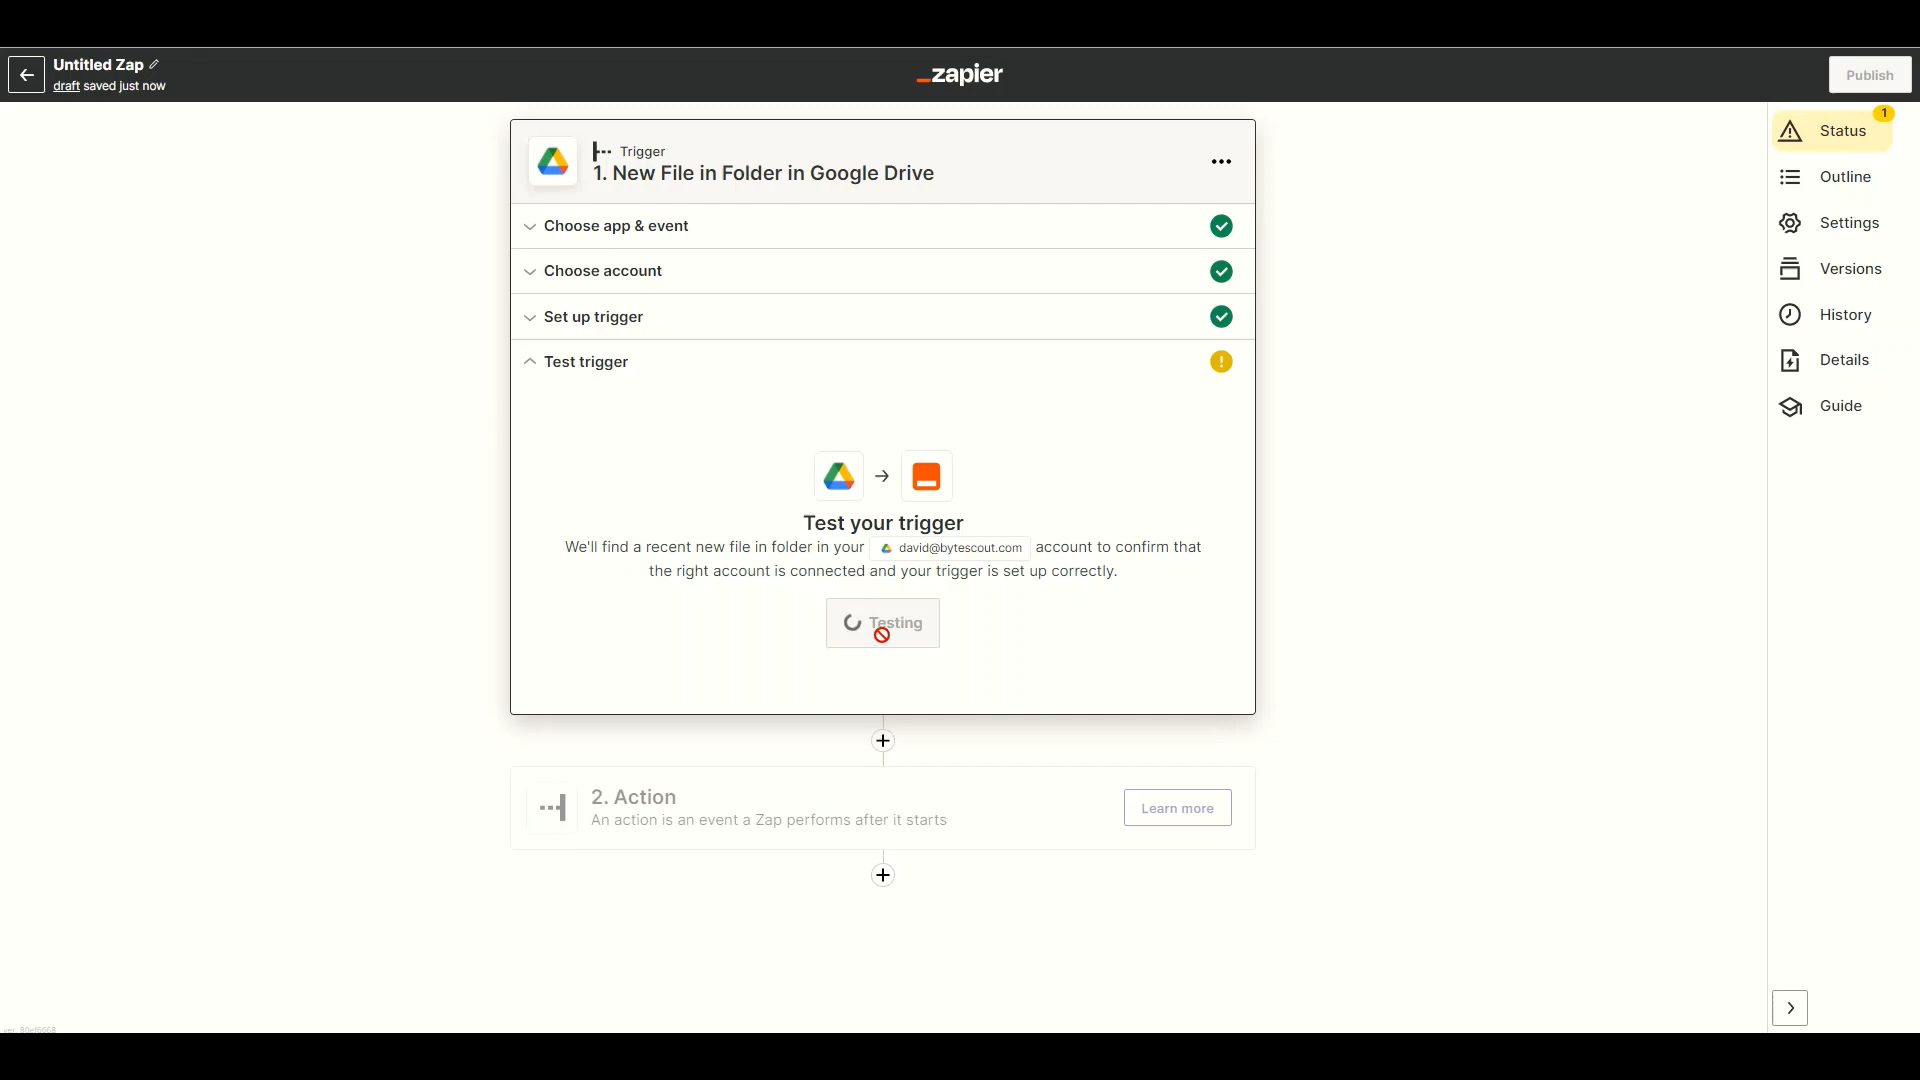 Untitled Zap
draft saved just now
zapier
Publish
Trigger
1. New File in Folder in Google Drive
Choose app & event
Choose account
Set up trigger
Test trigger
Test your trigger
We'll find a recent new file in folder in your david@bytescout.com account to confirm that
the right account is connected and your trigger is set up correctly.
Testing
2. Action
An action is an event a Zap performs after it starts
Learn more
1
Status
Outline
Settings
Versions
History
Details
Guide